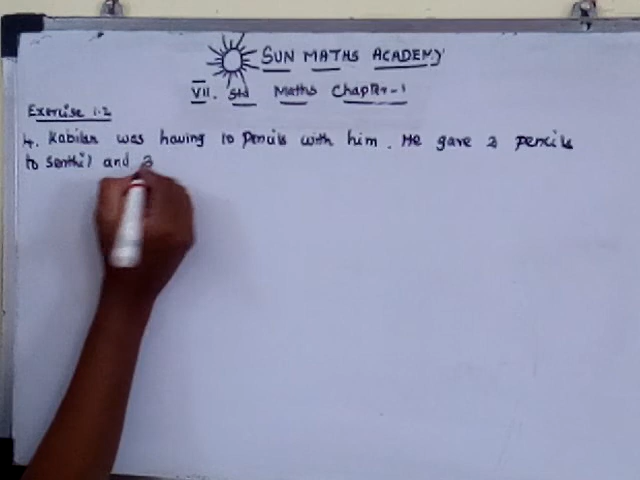 SUN MATHS ACADEMY
VII. Std Maths Chapter-1
Exercise 1.2
4. Kabilan was having 10 pencils with him. He gave 2 pencils
to Senthil and 3